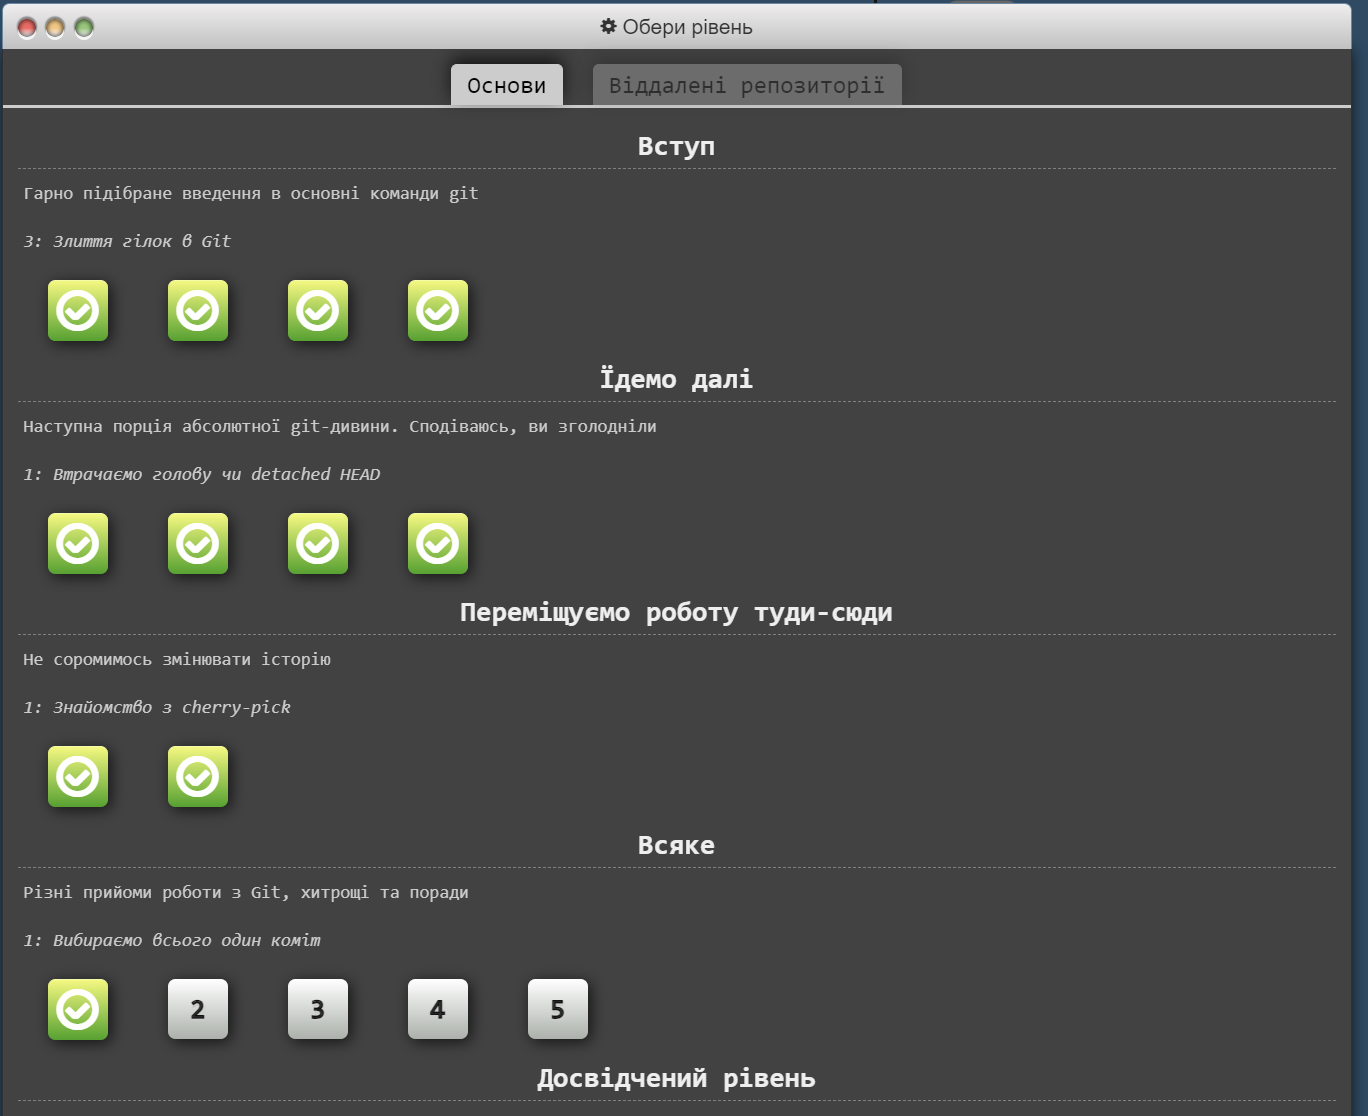 Обери рівень
Основи
Віддалені репозиторії
Вступ
Гарно підібране введення в основні команди git
3: Злиття гілок в Git
Їдемо далі
Наступна порція абсолютної git-дивини. Сподіваюсь, ви зголодніли
1: Втрачаємо голову чи detached HEAD
Переміщуємо роботу туди-сюди
Не соромимось змінювати історію
1: Знайомство з cherry-pick
Всяке
Різні прийоми роботи з Git, хитрощі та поради
1: Вибираємо всього один коміт
2 3 4 5
Досвідчений рівень